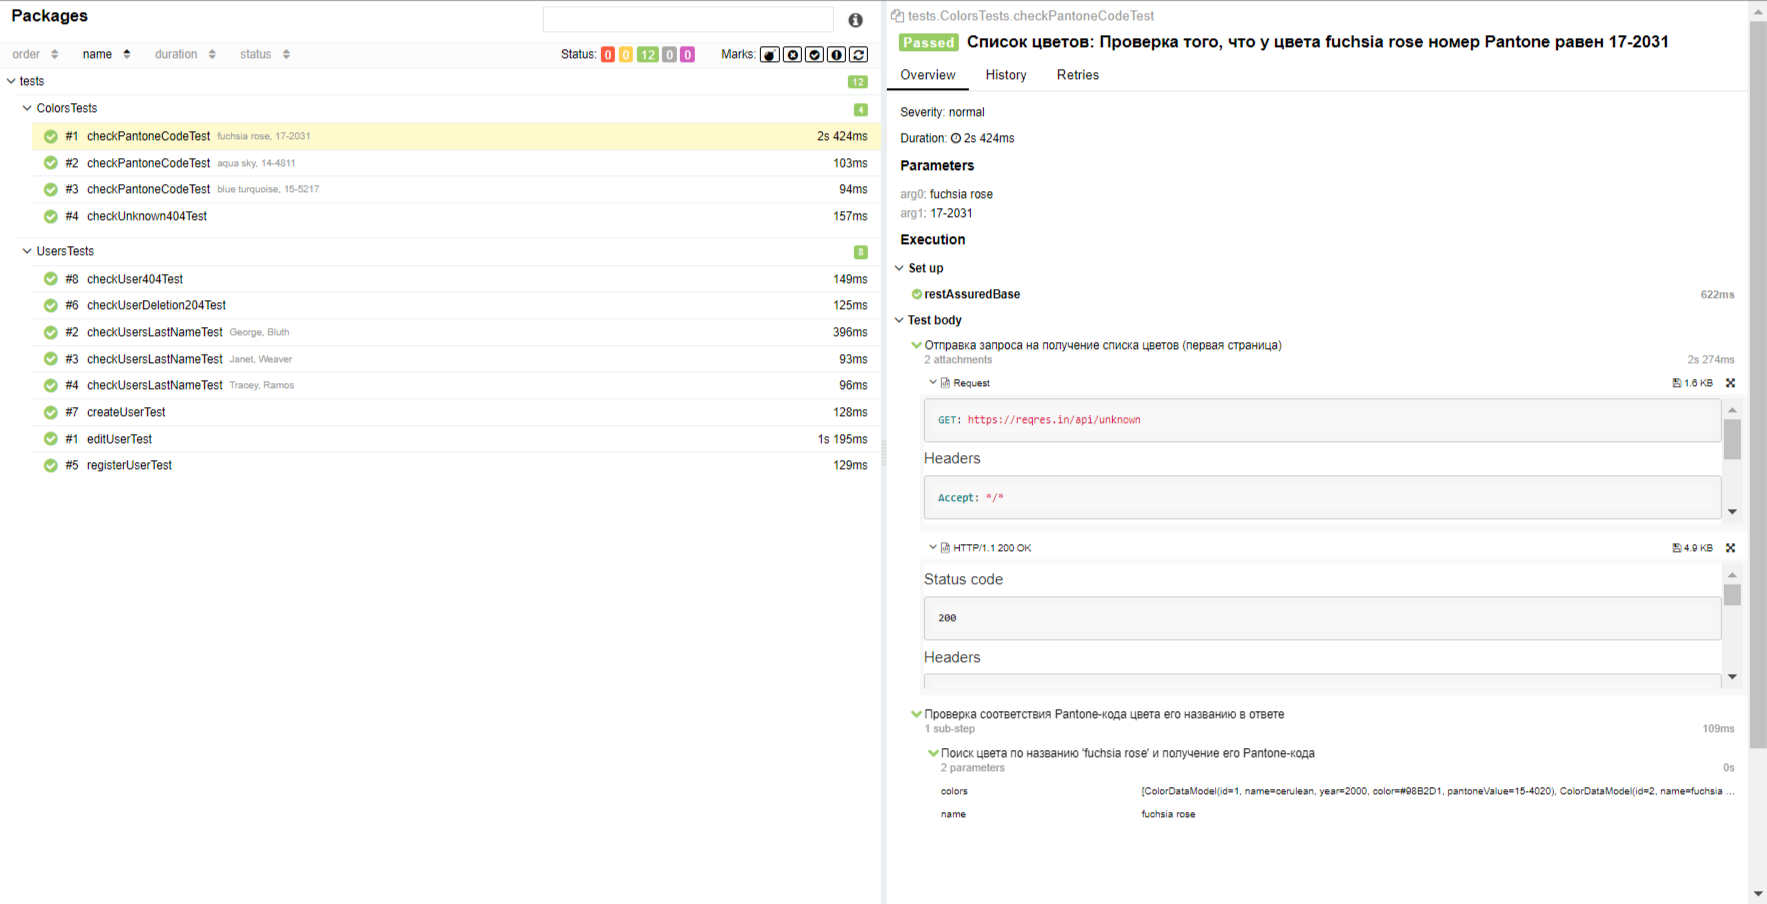 Packages
order name duration status Status: 0 0 12 0 0 Marks:
tests 12
ColorsTests 4
#1 checkPantoneCodeTest fuchsia rose, 17-2031 2s 424ms
#2 checkPantoneCodeTest aqua sky, 14-4811 103ms
#3 checkPantoneCodeTest blue turquoise, 15-5217 94ms
#4 checkUnknown404Test 157ms
UsersTests 8
#8 checkUser404Test 149ms
#6 checkUserDeletion204Test 125ms
#2 checkUsersLastNameTest George, Bluth 396ms
#3 checkUsersLastNameTest Janet, Weaver 93ms
#4 checkUsersLastNameTest Tracey, Ramos 96ms
#7 createUserTest 128ms
#1 editUserTest 1s 195ms
#5 registerUserTest 129ms
tests.ColorsTests.checkPantoneCodeTest
Passed Список цветов: Проверка того, что у цвета fuchsia rose номер Pantone равен 17-2031
Overview History Retries
Severity: normal
Duration: 2s 424ms
Parameters
arg0: fuchsia rose
arg1: 17-2031
Execution
Set up
restAssuredBase 622ms
Test body
Отправка запроса на получение списка цветов (первая страница)
2 attachments 2s 274ms
Request 1.6 KB
GET: https://reqres.in/api/unknown
Headers
Accept: */*
HTTP/1.1 200 OK 4.9 KB
Status code
200
Headers
Проверка соответствия Pantone-кода цвета его названию в ответе
1 sub-step 109ms
Поиск цвета по названию 'fuchsia rose' и получение его Pantone-кода
2 parameters 0s
colors [ColorDataModel(id=1, name=cerulean, year=2000, color=#98B2D1, pantoneValue=15-4020), ColorDataModel(id=2, name=fuchsia ...
name fuchsia rose